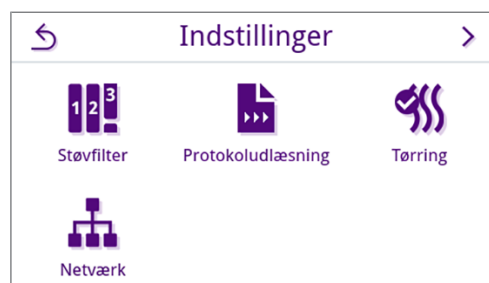 Indstillinger
1 2 3
Støvfilter
Protokoludlæsning
Tørring
Netværk